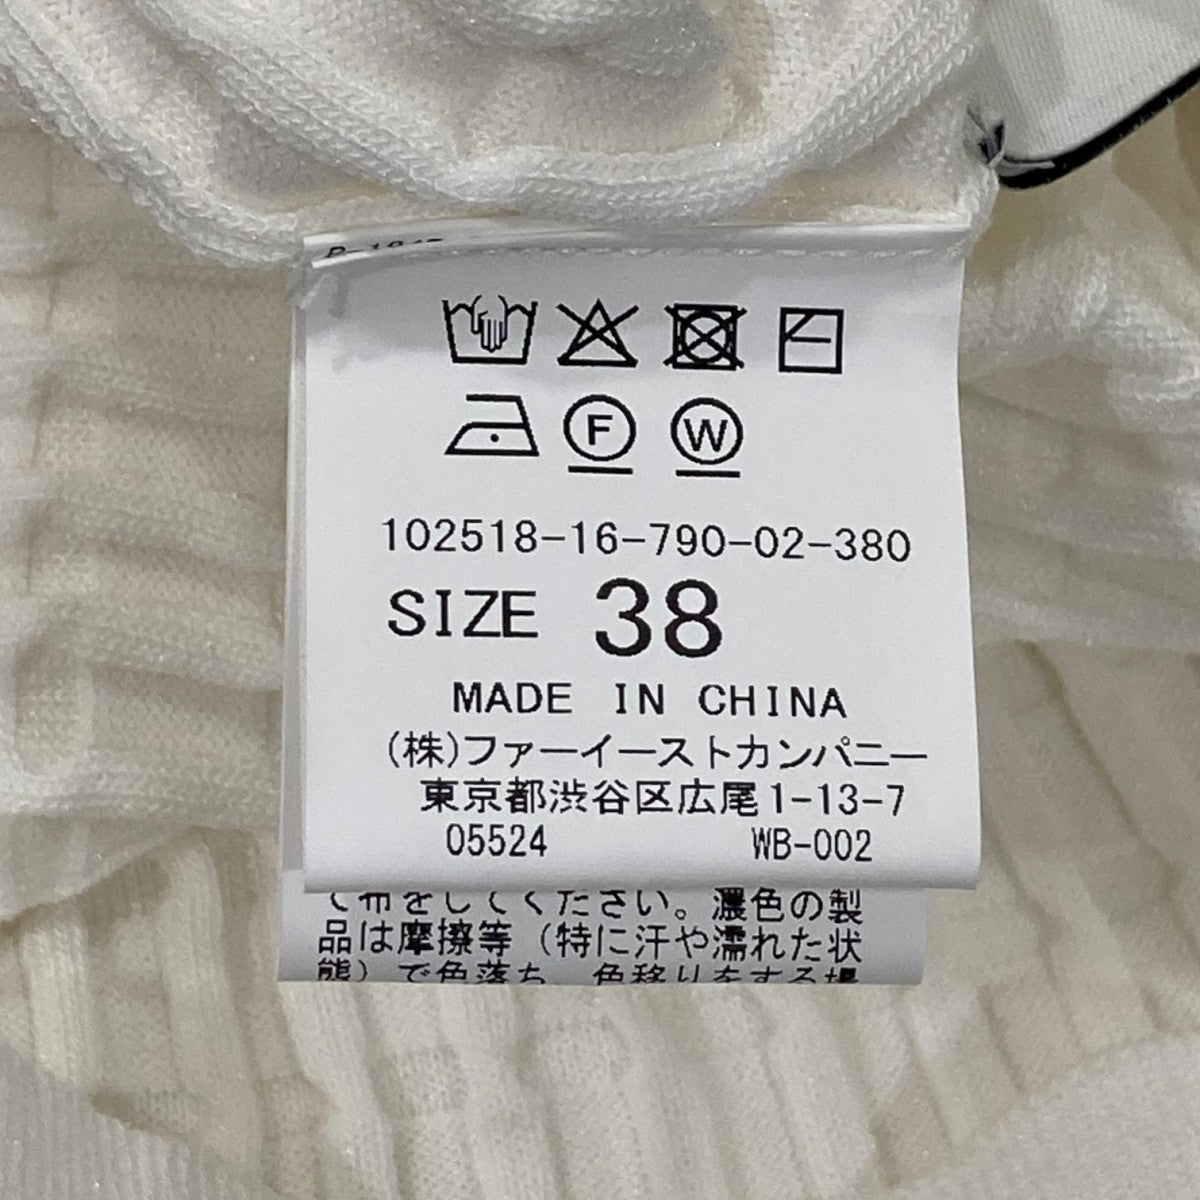 F W
102518-16-790-02-380
SIZE 38
MADE IN CHINA
(株)ファーイーストカンパニー
東京都渋谷区広尾1-13-7
05524 WB-002
て布をしてください。濃色の製
品は摩擦等（特に汗や濡れた状
態）で色落ち、色移りをする場